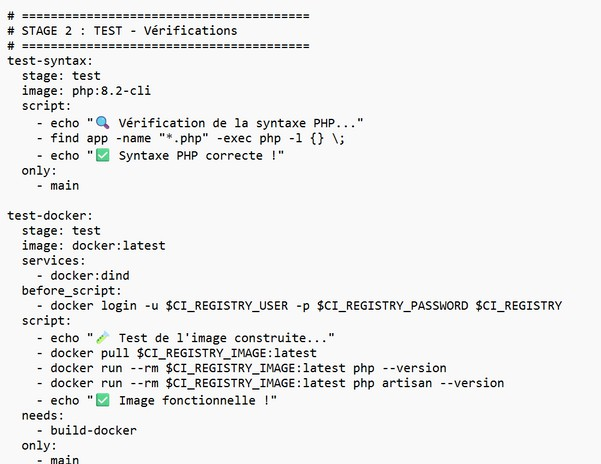 # ======================================
# STAGE 2 : TEST - Vérifications
# ======================================
test-syntax:
  stage: test
  image: php:8.2-cli
  script:
    - echo "🔍 Vérification de la syntaxe PHP..."
    - find app -name "*.php" -exec php -l {} \;
    - echo "✅ Syntaxe PHP correcte !"
  only:
    - main

test-docker:
  stage: test
  image: docker:latest
  services:
    - docker:dind
  before_script:
    - docker login -u $CI_REGISTRY_USER -p $CI_REGISTRY_PASSWORD $CI_REGISTRY
  script:
    - echo "🧪 Test de l'image construite..."
    - docker pull $CI_REGISTRY_IMAGE:latest
    - docker run --rm $CI_REGISTRY_IMAGE:latest php --version
    - docker run --rm $CI_REGISTRY_IMAGE:latest php artisan --version
    - echo "✅ Image fonctionnelle !"
  needs:
    - build-docker
  only:
    - main